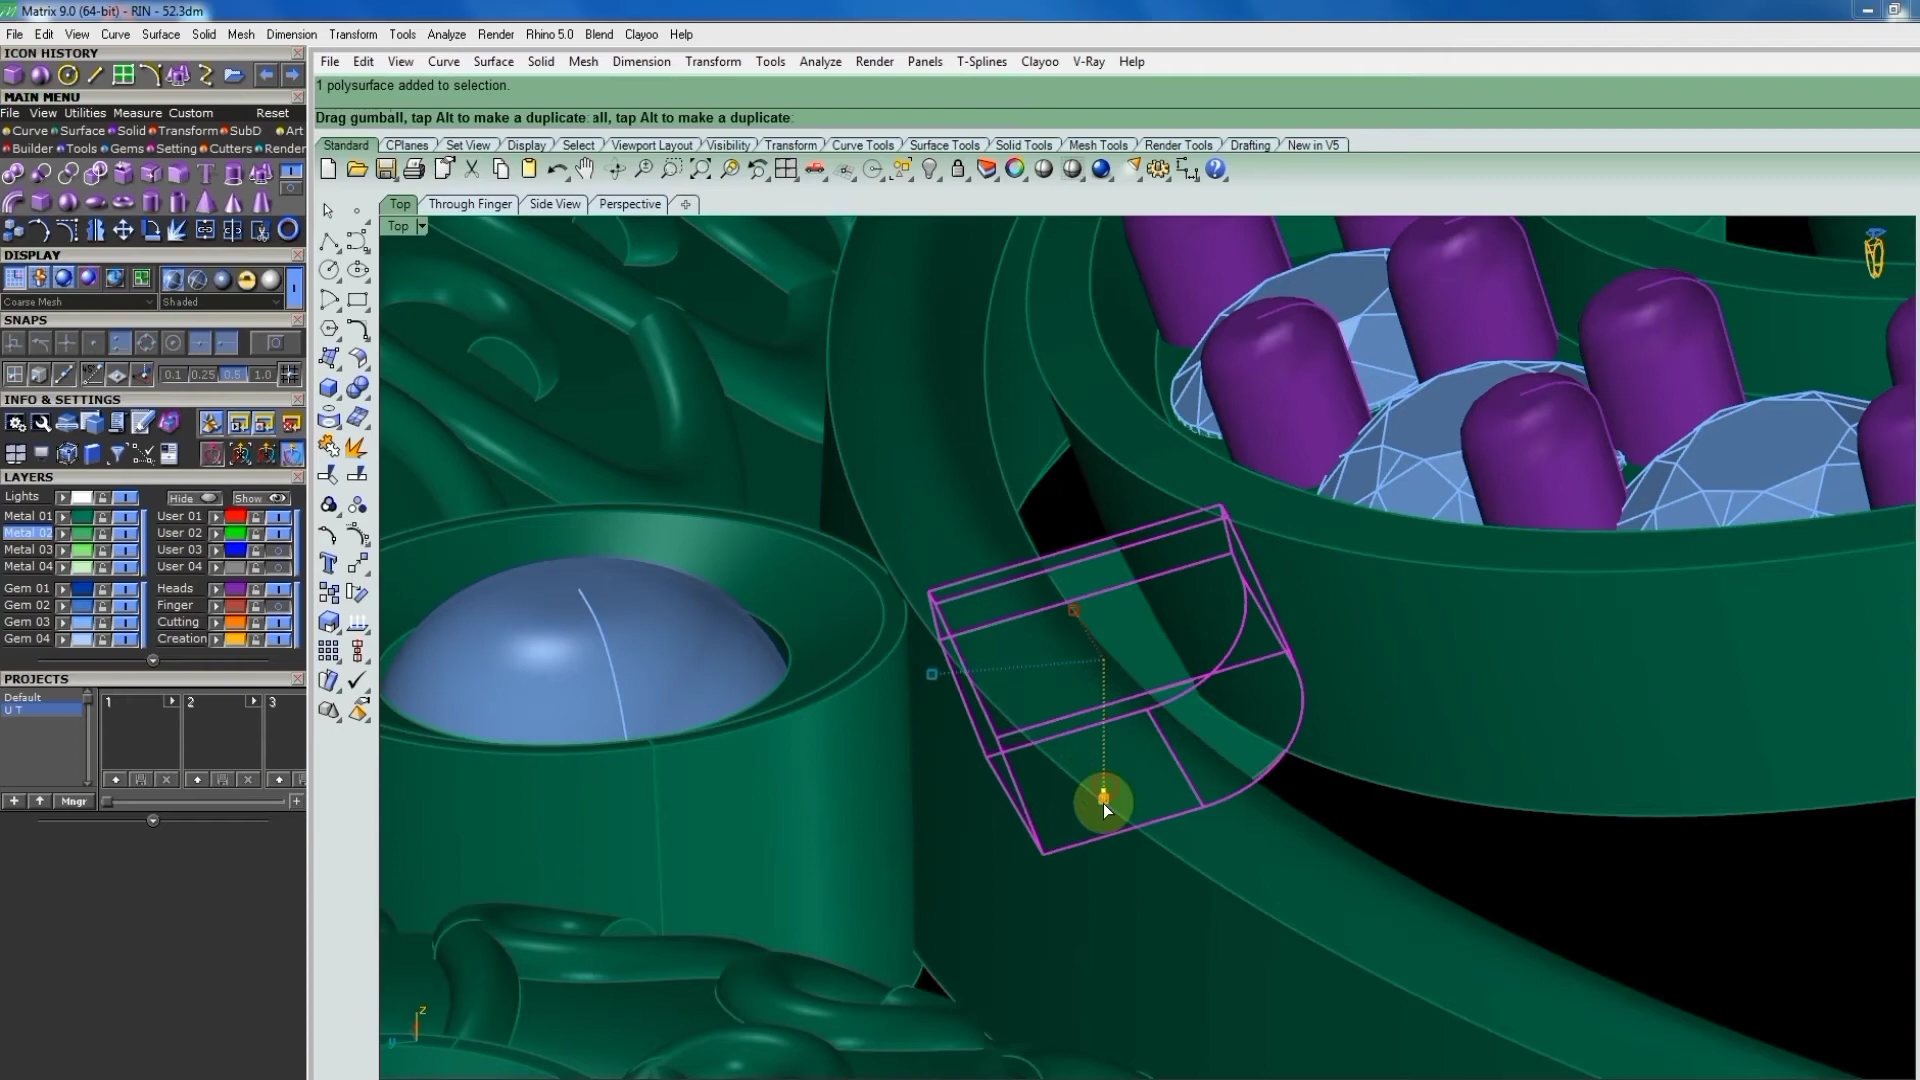 Matrix 9.0 (64-bit) - RIN - 52.3dm
File Edit View Curve Surface Solid Mesh Dimension Transform Tools Analyze Render Rhino 5.0 Blend Clayoo Help
ICON HISTORY
MAIN MENU
File View Utilities Measure Custom Reset
Curve Surface Solid Transform SubD Art
Builder Tools Gems Setting Cutters Render
DISPLAY
Coarse Mesh Shaded
SNAPS
0.1 0.25 0.5 1.0
INFO & SETTINGS
LAYERS
Lights Hide Show
Metal 01 User 01
Metal 02 User 02
Metal 03 User 03
Metal 04 User 04
Gem 01 Heads
Gem 02 Finger
Gem 03 Cutting
Gem 04 Creation
PROJECTS
Default
U T
1 2 3
Mngr
File Edit View Curve Surface Solid Mesh Dimension Transform Tools Analyze Render Panels T-Splines Clayoo V-Ray Help
1 polysurface added to selection.
Drag gumball, tap Alt to make a duplicate: all, tap Alt to make a duplicate:
Standard CPlanes Set View Display Select Viewport Layout Visibility Transform Curve Tools Surface Tools Solid Tools Mesh Tools Render Tools Drafting New in V5
Top Through Finger Side View Perspective
Top
z
y